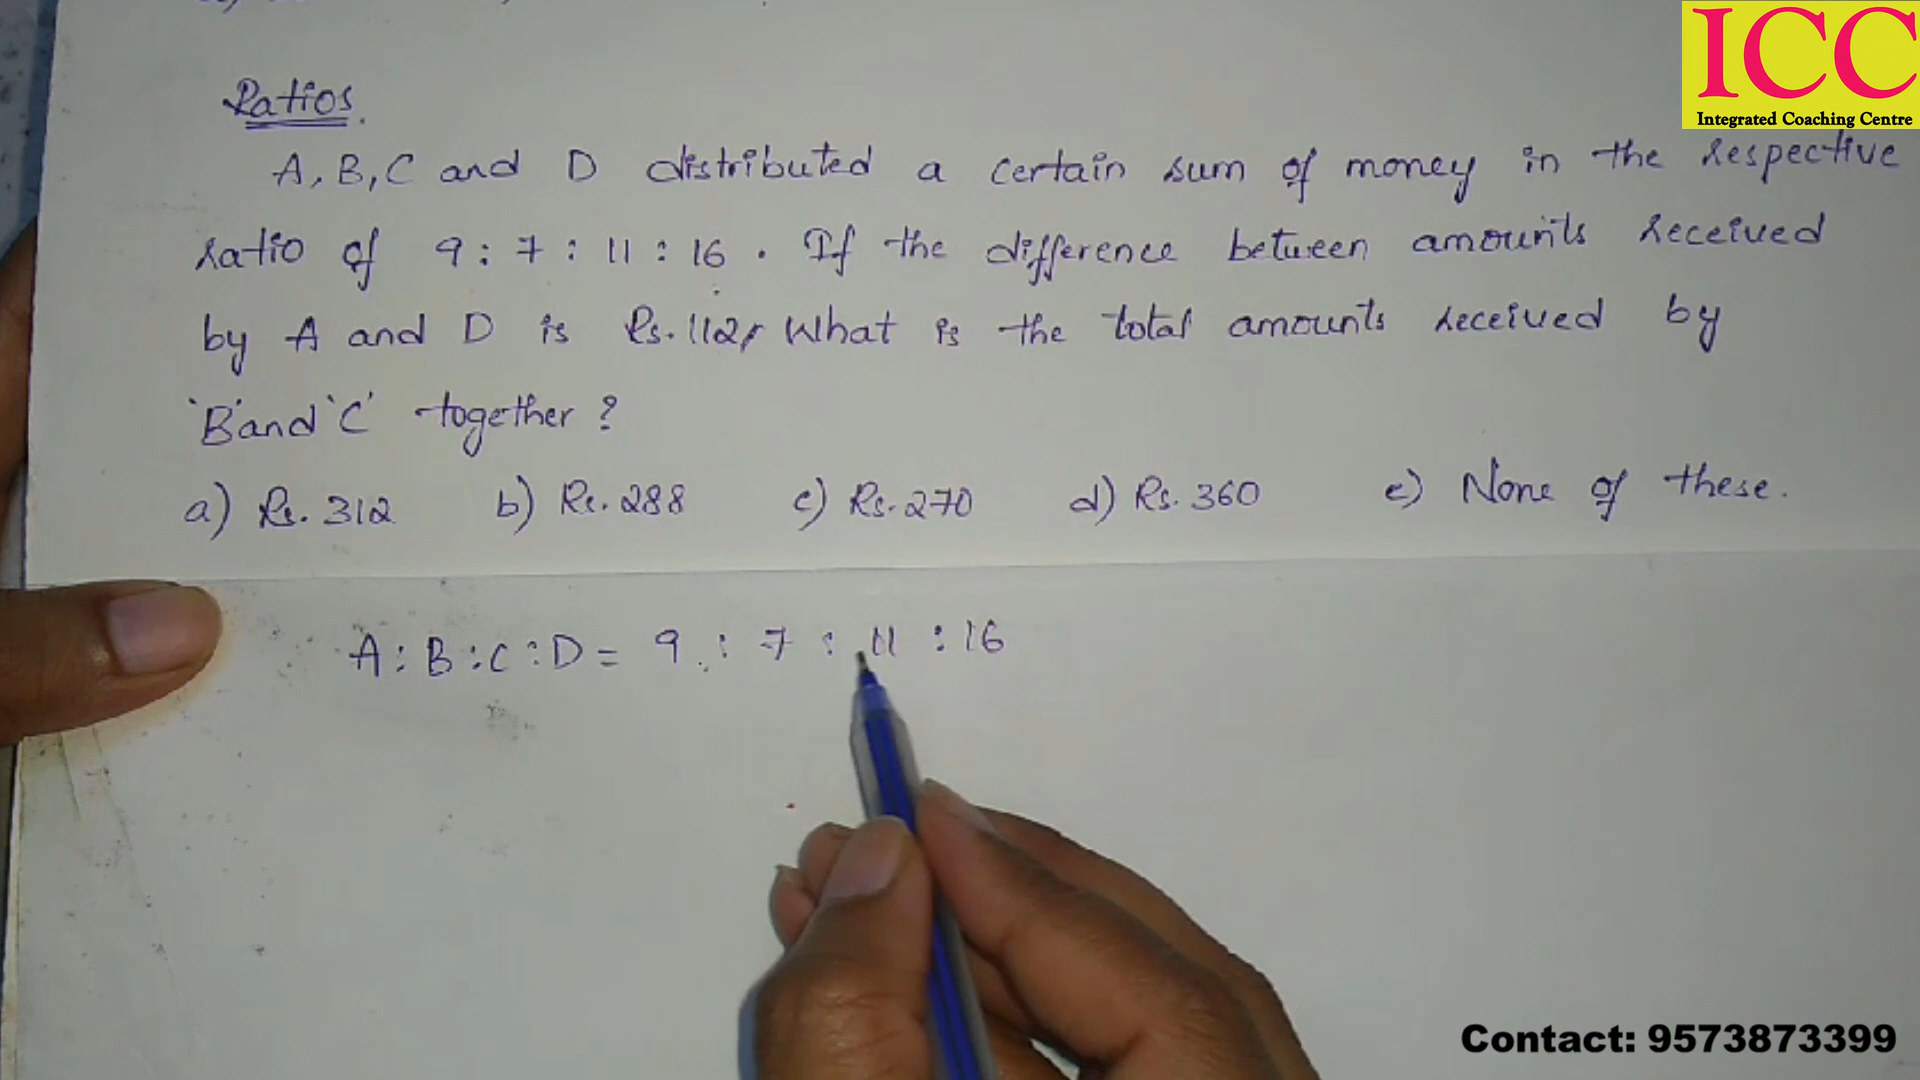 ICC
Integrated Coaching Centre
Ratios.
A, B, C and D distributed a certain sum of money in the respective
ratio of 9 : 7 : 11 : 16 . If the difference between amounts received
by A and D is Rs. 112, What is the total amounts received by
'B' and 'C' together ?
a) Rs. 312 b) Rs. 288 c) Rs. 270 d) Rs. 360 e) None of these.
A : B : C : D = 9 : 7 : 11 : 16
Contact: 9573873399